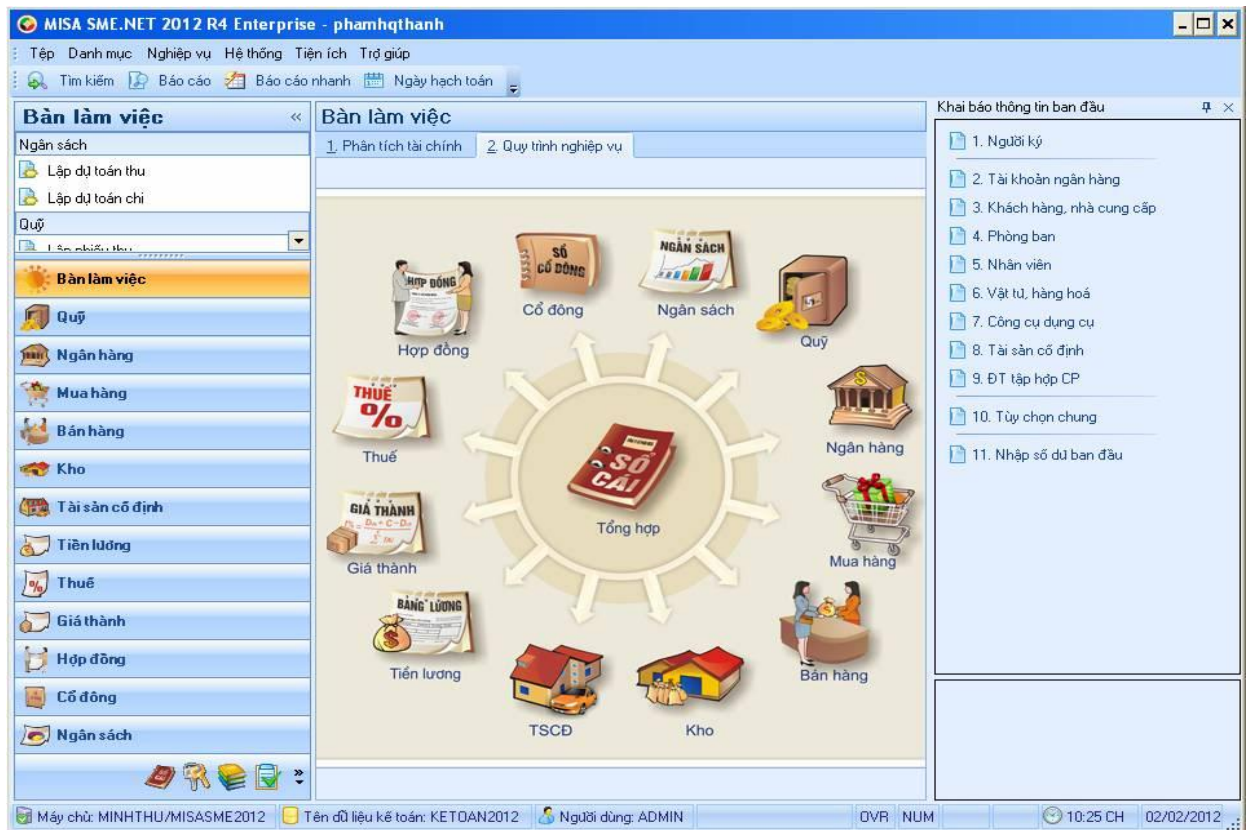 MISA SME.NET 2012 R4 Enterprise - phamhqthanh
Tệp Danh mục Nghiệp vụ Hệ thống Tiện ích Trợ giúp
Tìm kiếm Báo cáo Báo cáo nhanh Ngày hạch toán
Bàn làm việc «
Ngân sách
Lập dự toán thu
Lập dự toán chi
Quỹ
Lập phiếu thu
Bàn làm việc
Quỹ
Ngân hàng
Mua hàng
Bán hàng
Kho
Tài sản cố định
Tiền lương
Thuế
Giá thành
Hợp đồng
Cổ đông
Ngân sách
Bàn làm việc
1. Phân tích tài chính 2. Quy trình nghiệp vụ
HỢP ĐỒNG
Hợp đồng
SỔ
CỔ ĐÔNG
Cổ đông
NGÂN SÁCH
Ngân sách
Quỹ
THUẾ
%
Thuế
Ngân hàng
SỔ
CÁI
Tổng hợp
GIÁ THÀNH
Giá thành
Mua hàng
BẢNG LƯƠNG
Tiền lương
TSCĐ
Kho
Bán hàng
Khai báo thông tin ban đầu
1. Người ký
2. Tài khoản ngân hàng
3. Khách hàng, nhà cung cấp
4. Phòng ban
5. Nhân viên
6. Vật tư, hàng hoá
7. Công cụ dụng cụ
8. Tài sản cố định
9. ĐT tập hợp CP
10. Tùy chọn chung
11. Nhập số dư ban đầu
Máy chủ: MINHTHU/MISASME2012 Tên dữ liệu kế toán: KETOAN2012 Người dùng: ADMIN OVR NUM 10:25 CH 02/02/2012